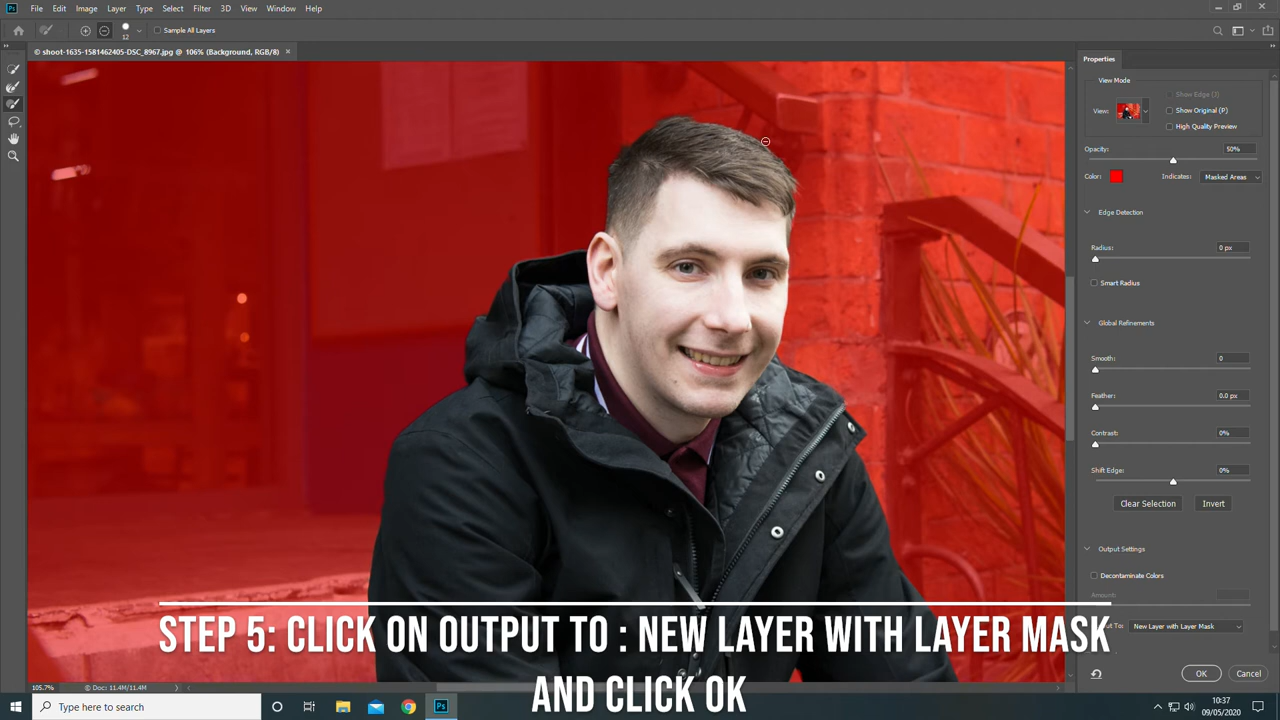 Ps File Edit Image Layer Type Select Filter 3D View Window Help
12 Sample All Layers
© shoot-1635-1581462405-DSC_8967.jpg @ 106% (Background, RGB/8) ×
Properties
View Mode
Show Edge (J)
View:
Show Original (P)
High Quality Preview
Opacity: 50%
Color: Indicates: Masked Areas
Edge Detection
Radius: 0 px
Smart Radius
Global Refinements
Smooth: 0
Feather: 0.0 px
Contrast: 0%
Shift Edge: 0%
Clear Selection Invert
Output Settings
Decontaminate Colors
Amount:
STEP 5: CLICK ON OUTPUT TO : NEW LAYER WITH LAYER MASK
AND CLICK OK
To: New Layer with Layer Mask
OK Cancel
105.7% © Doc: 11.4M/11.4M
Type here to search
Ps
10:37
09/05/2020